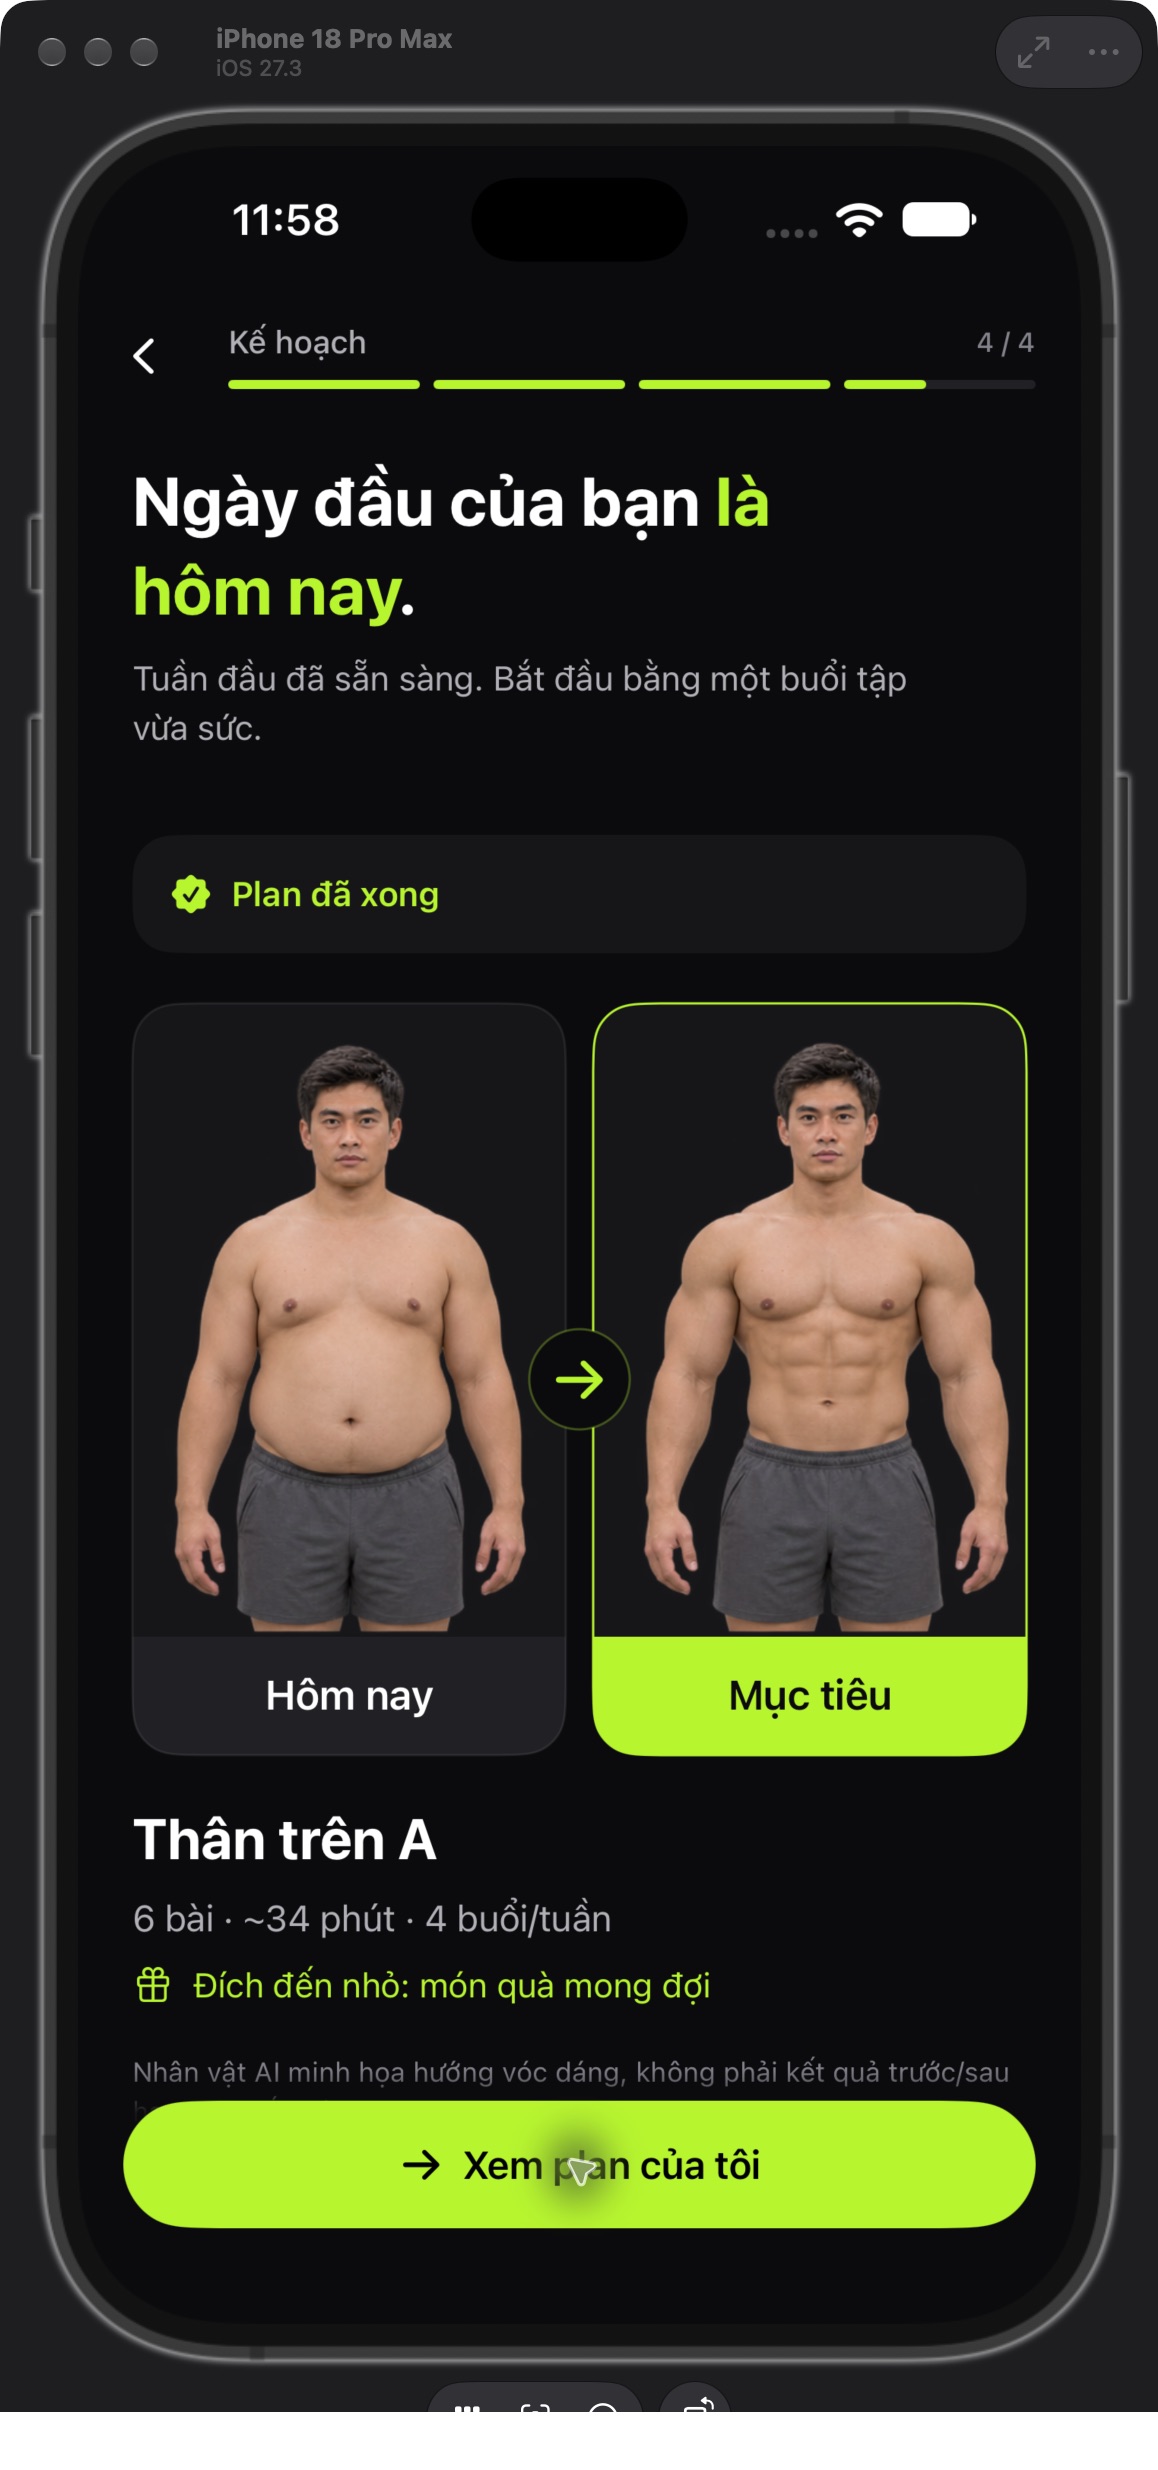 iPhone 18 Pro Max
iOS 27.3
11:58
Kế hoạch
4 / 4
Ngày đầu của bạn là
hôm nay.
Tuần đầu đã sẵn sàng. Bắt đầu bằng một buổi tập
vừa sức.
Plan đã xong
Hôm nay
Mục tiêu
Thân trên A
6 bài · ~34 phút · 4 buổi/tuần
Đích đến nhỏ: món quà mong đợi
Nhân vật AI minh họa hướng vóc dáng, không phải kết quả trước/sau
Xem plan của tôi